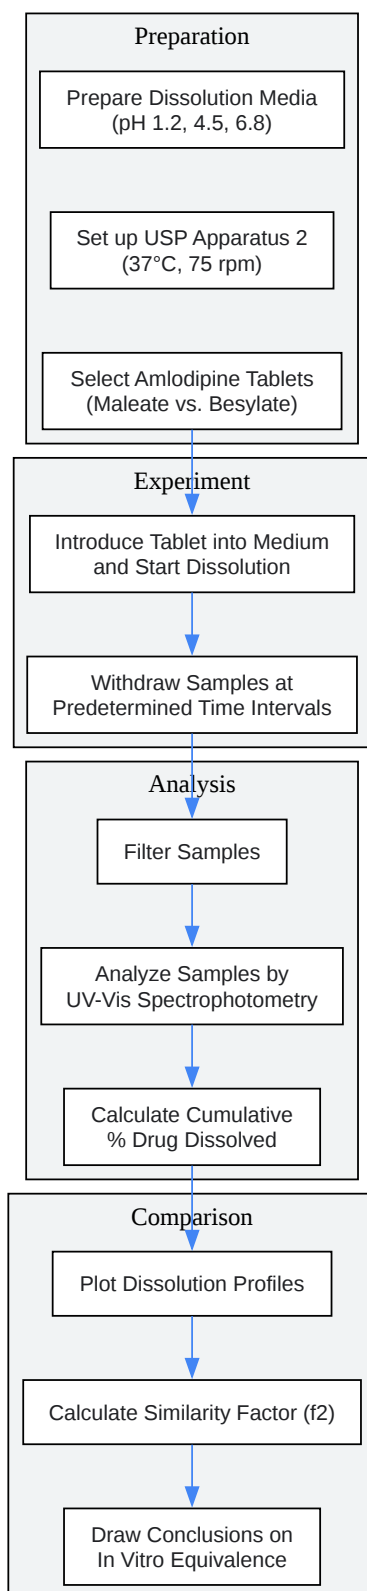 Preparation
Prepare Dissolution Media
(pH 1.2, 4.5, 6.8)
Set up USP Apparatus 2
(37°C, 75 rpm)
Select Amlodipine Tablets
(Maleate vs. Besylate)
Experiment
Introduce Tablet into Medium
and Start Dissolution
Withdraw Samples at
Predetermined Time Intervals
Analysis
Filter Samples
Analyze Samples by
UV-Vis Spectrophotometry
Calculate Cumulative
% Drug Dissolved
Comparison
Plot Dissolution Profiles
Calculate Similarity Factor (f2)
Draw Conclusions on
In Vitro Equivalence